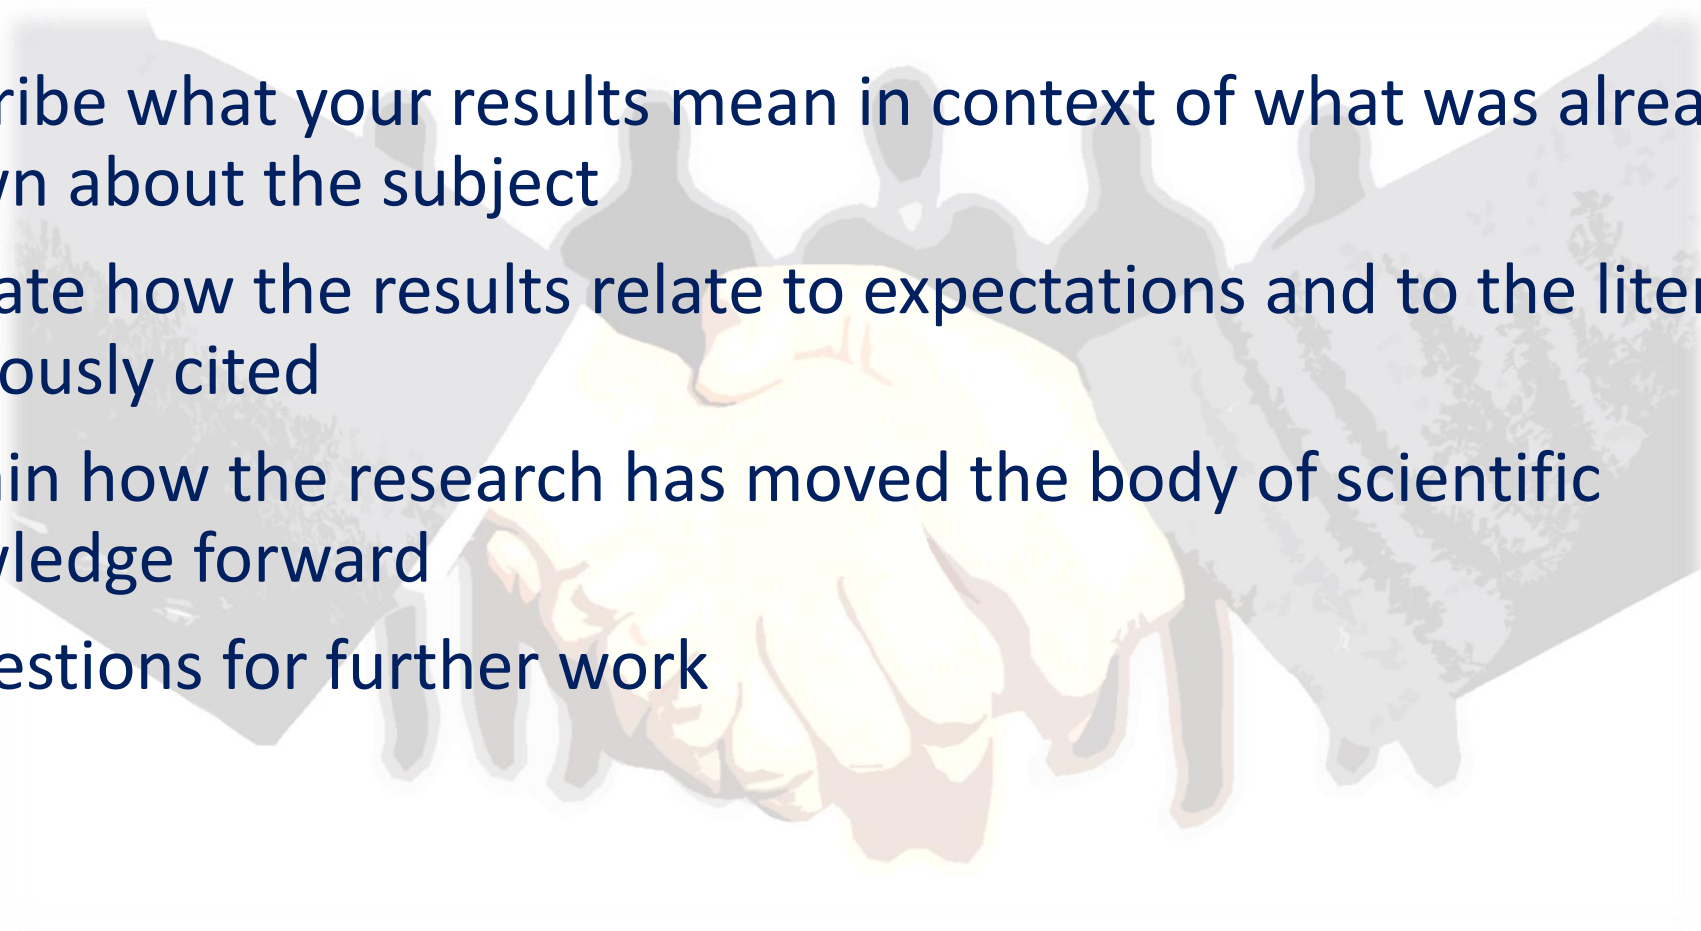 ribe what your results mean in context of what was alrea
wn about the subject
ate how the results relate to expectations and to the liter
ously cited
in how the research has moved the body of scientific
ledge forward
estions for further work